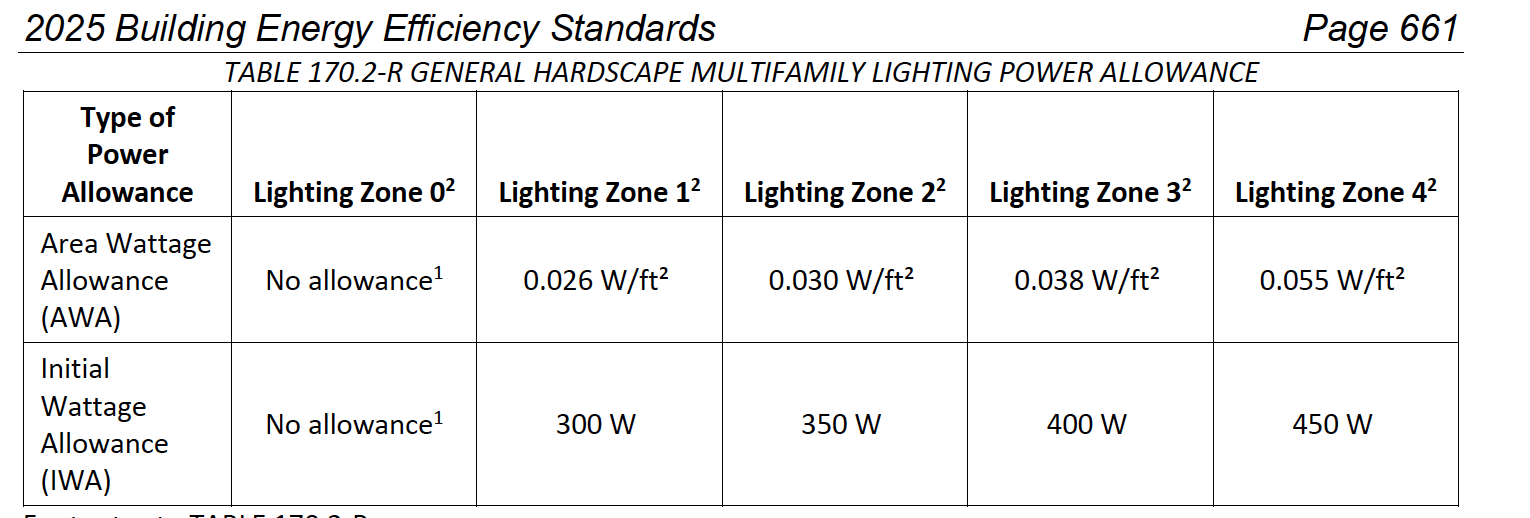 2025 Building Energy Efficiency Standards Page 661
TABLE 170.2-R GENERAL HARDSCAPE MULTIFAMILY LIGHTING POWER ALLOWANCE
Type of
Power
Allowance
Lighting Zone 0² Lighting Zone 1² Lighting Zone 2² Lighting Zone 3² Lighting Zone 4²
Area Wattage
Allowance
(AWA)
No allowance¹ 0.026 W/ft² 0.030 W/ft² 0.038 W/ft² 0.055 W/ft²
Initial
Wattage
Allowance
(IWA)
No allowance¹ 300 W 350 W 400 W 450 W